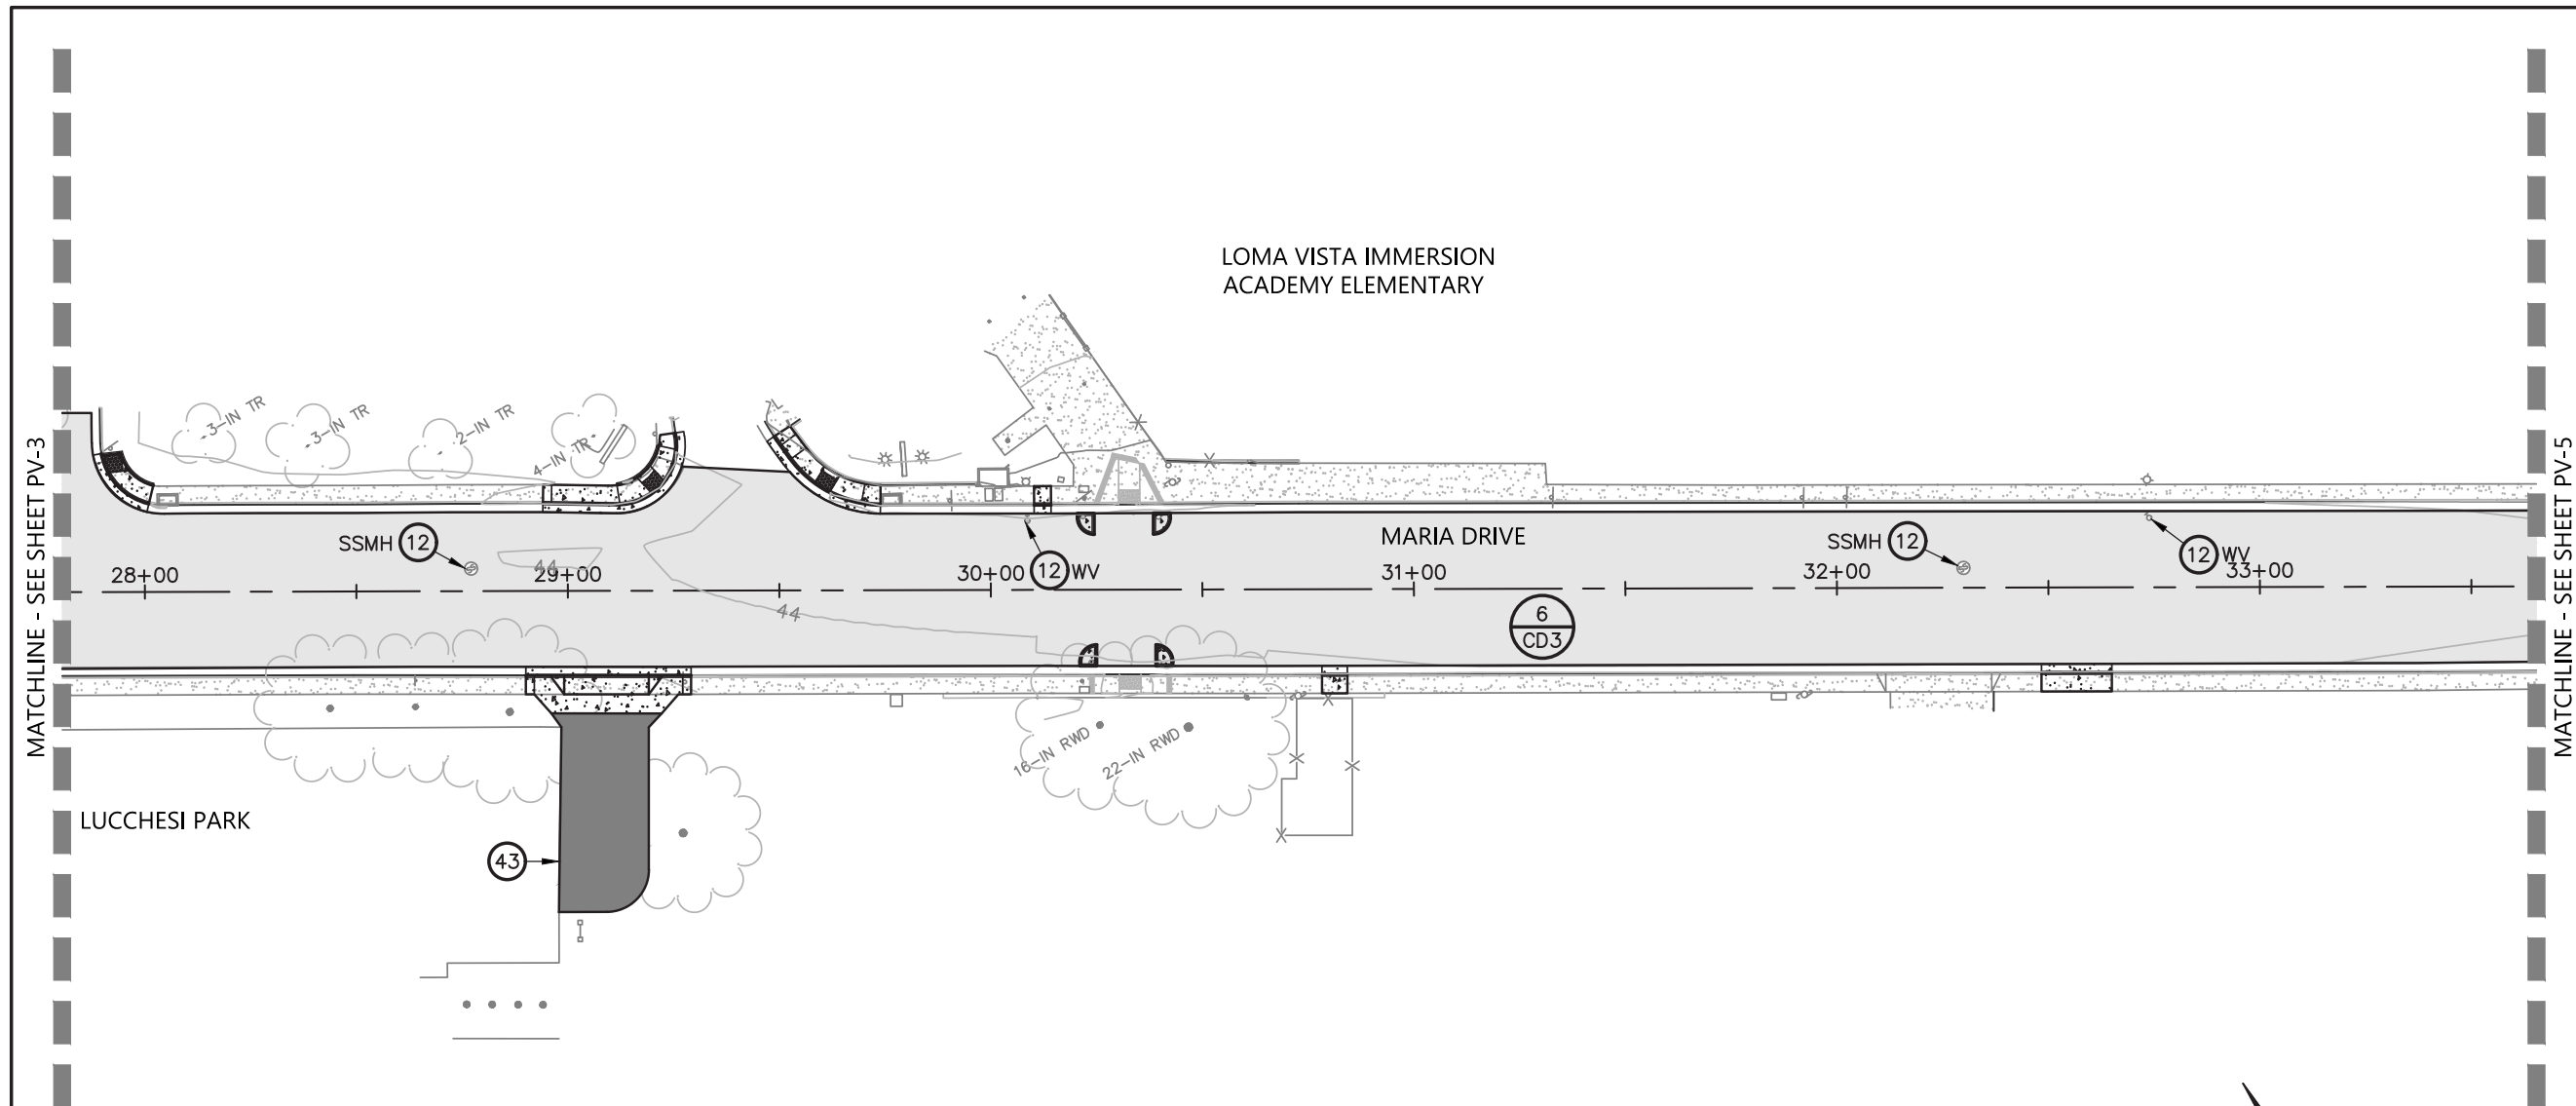 LOMA VISTA IMMERSION
ACADEMY ELEMENTARY
3-IN TR
3-IN TR
2-IN TR
4-IN TR
MATCHLINE - SEE SHEET PV-3
MATCHLINE - SEE SHEET PV-5
SSMH 12
MARIA DRIVE
SSMH 12
12 WV
12 WV
28+00
44
29+00
30+00
31+00
32+00
33+00
44
6
CD3
16-IN RWD
22-IN RWD
LUCCHESI PARK
43